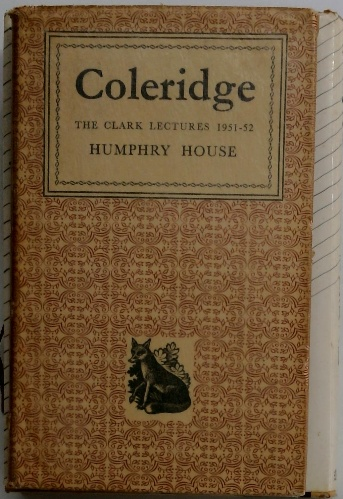 Coleridge
THE CLARK LECTURES 1951-52
HUMPHRY HOUSE